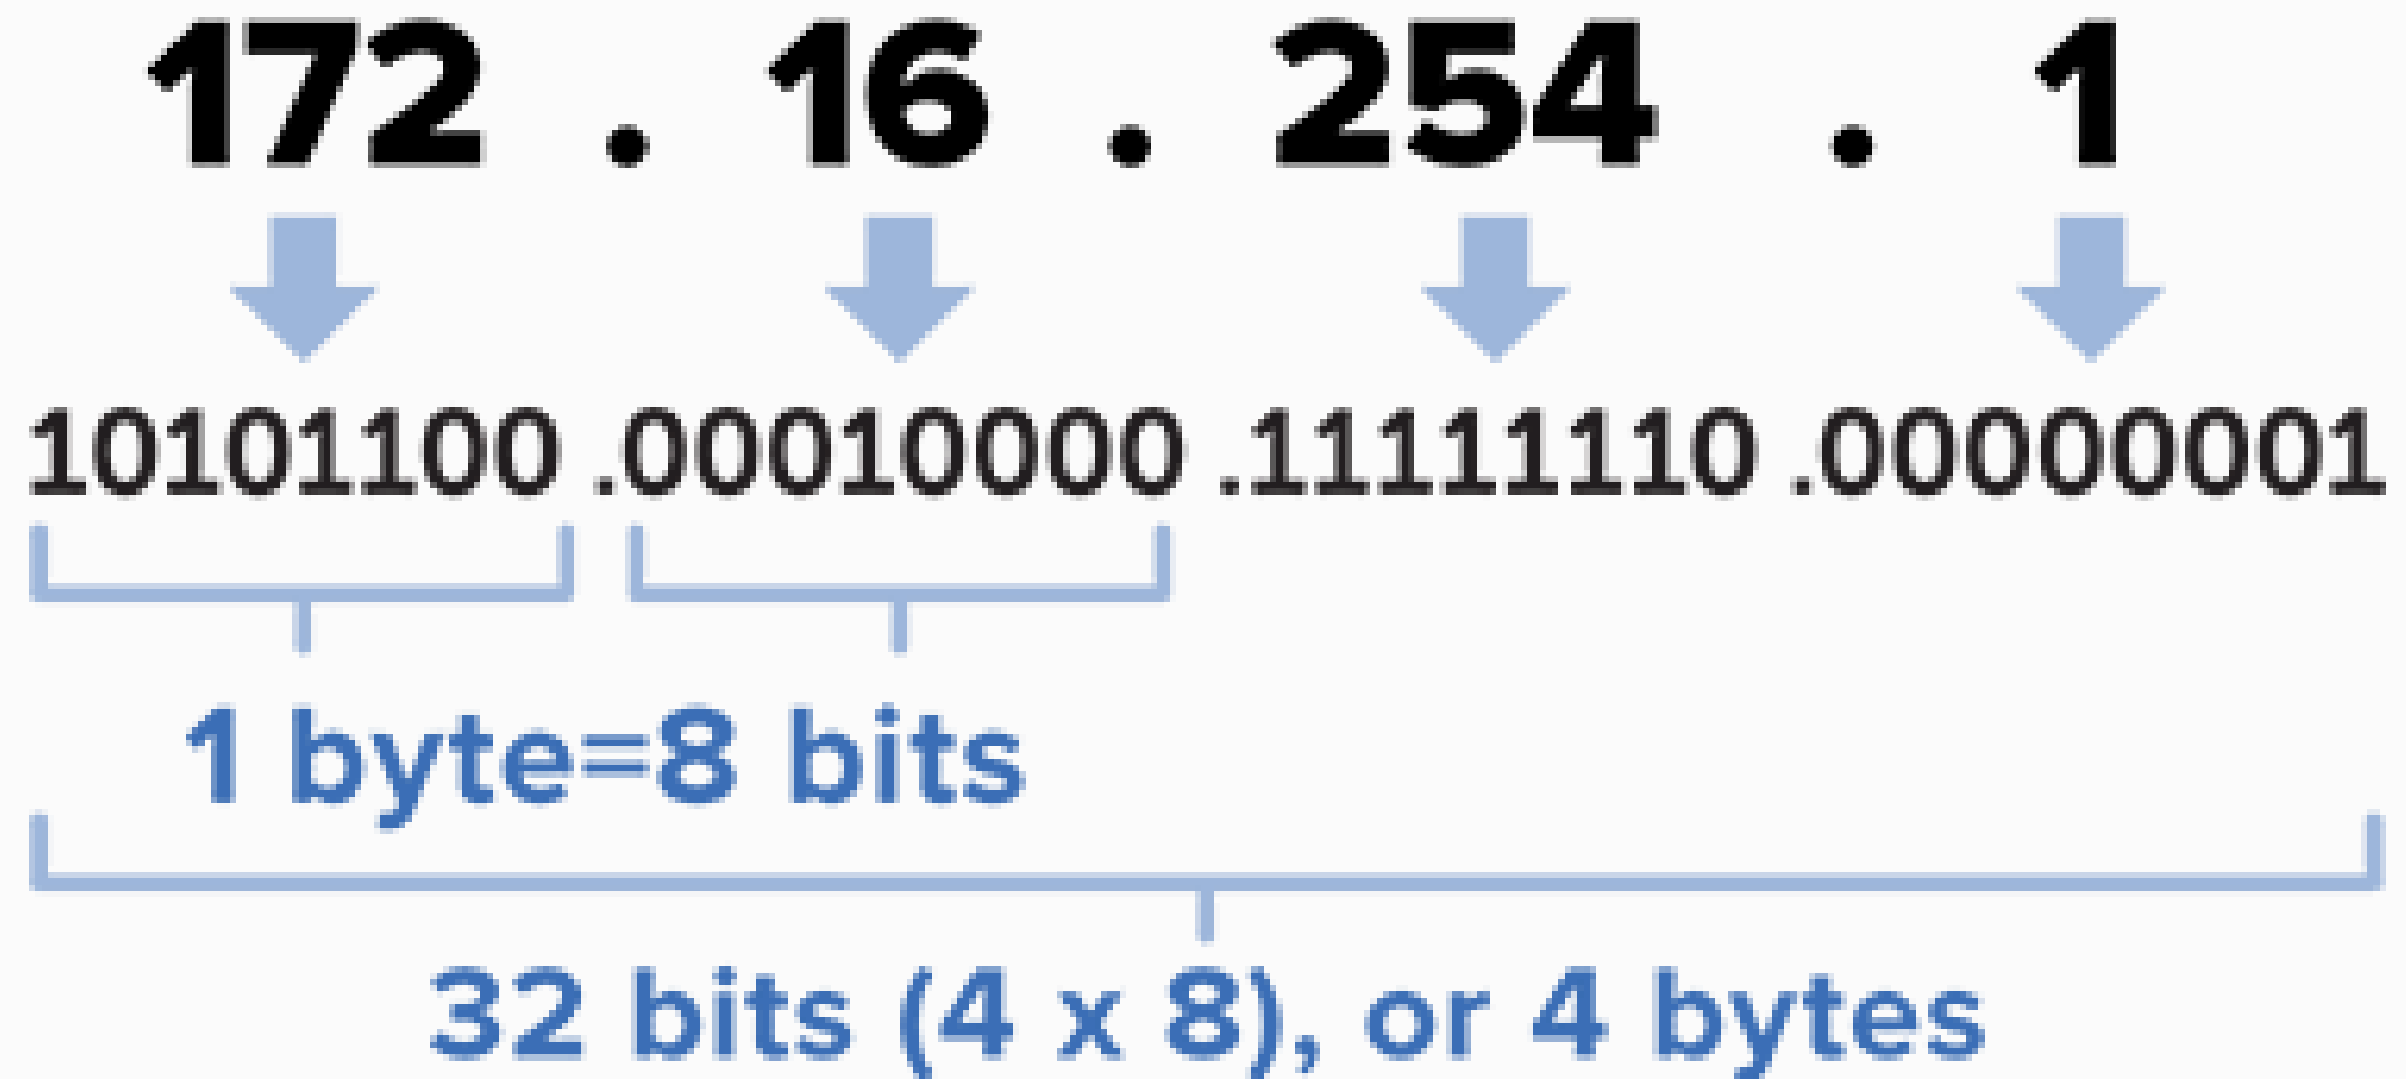 172 . 16 . 254 . 1
10101100 .00010000 .11111110 .00000001
1 byte=8 bits
32 bits (4 x 8), or 4 bytes